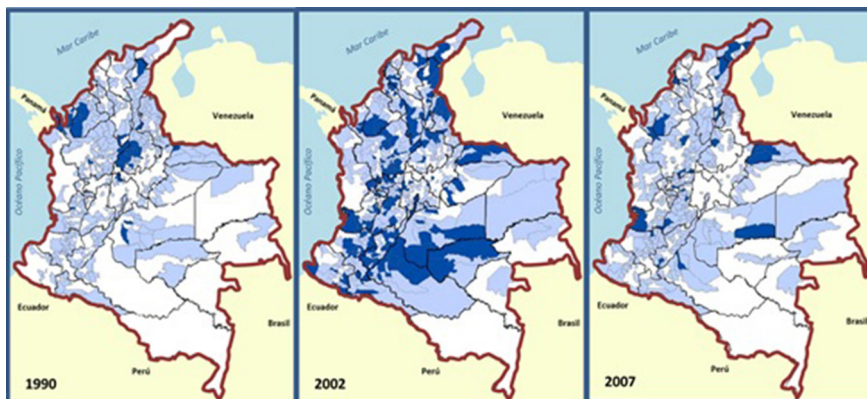 Mar Caribe
Panamá
Venezuela
Océano Pacífico
Ecuador
Brasil
Perú
1990
Mar Caribe
Panamá
Venezuela
Océano Pacífico
Ecuador
Brasil
Perú
2002
Mar Caribe
Panamá
Venezuela
Océano Pacífico
Ecuador
Brasil
Perú
2007